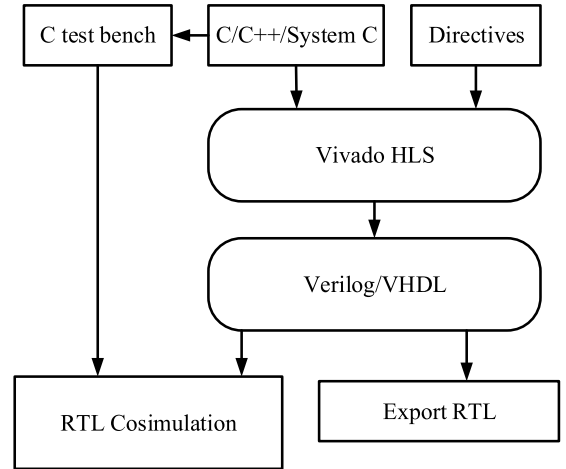 C test bench
C/C++/System C
Directives
Vivado HLS
Verilog/VHDL
RTL Cosimulation
Export RTL